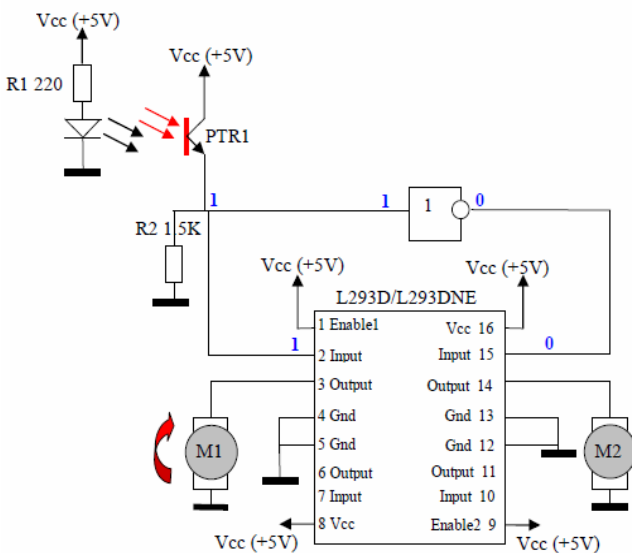 Vcc (+5V)
Vcc (+5V)
R1 220
PTR1
1
1
1
0
R2 1.5K
Vcc (+5V)
Vcc (+5V)
L293D/L293DNE
1 Enable1
Vcc 16
1
2 Input
Input 15
0
3 Output
Output 14
4 Gnd
Gnd 13
5 Gnd
Gnd 12
M1
M2
6 Output
Output 11
7 Input
Input 10
8 Vcc
Enable2 9
Vcc (+5V)
Vcc (+5V)